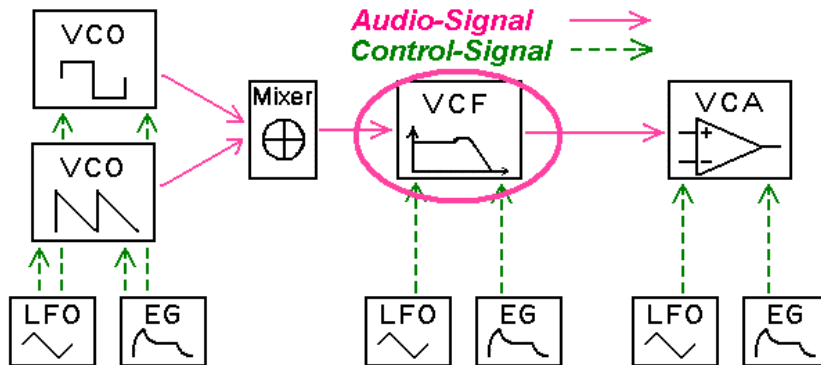 Audio-Signal
Control-Signal
VCO
Mixer
VCF
VCA
+
−
VCO
LFO
EG
LFO
EG
LFO
EG